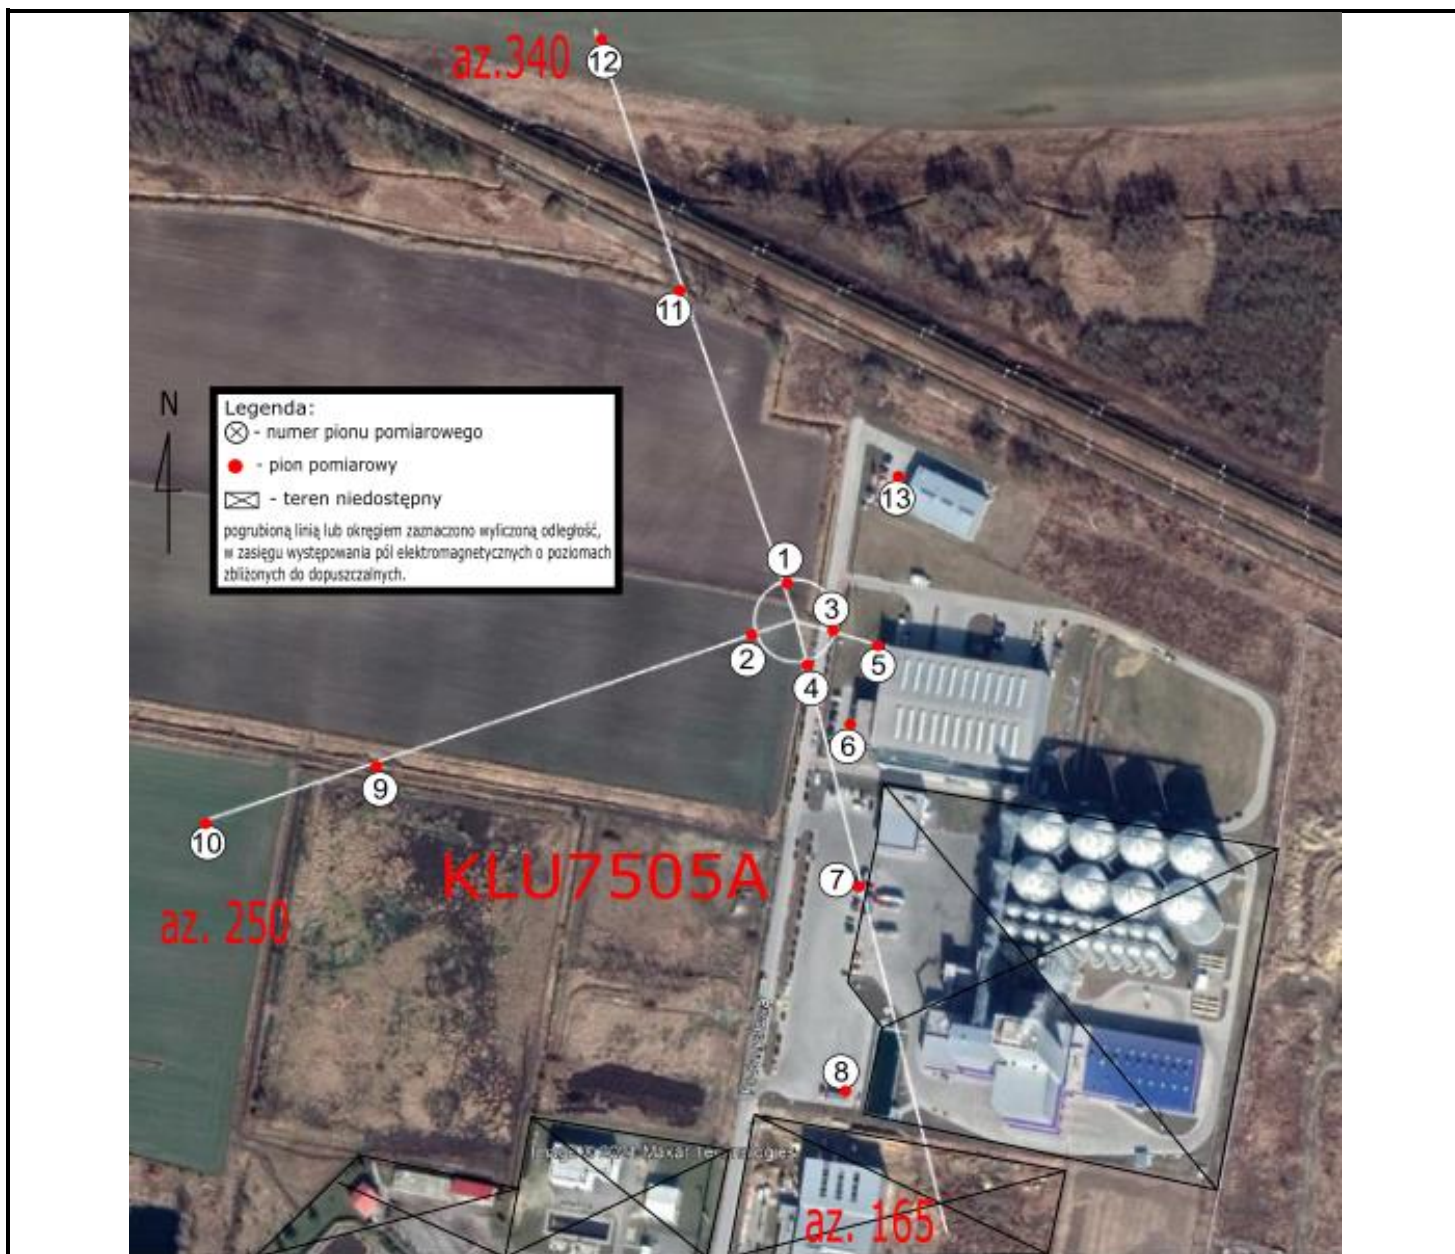 az.340
12
11
N
Legenda:
- numer pionu pomiarowego
- pion pomiarowy
- teren niedostępny
pogrubioną linią lub okręgiem zaznaczono wyliczoną odległość,
w zasięgu występowania pól elektromagnetycznych o poziomach
zbliżonych do dopuszczalnych.
13
1
3
2
5
4
6
9
10
KLU7505A
7
az. 250
8
az. 165